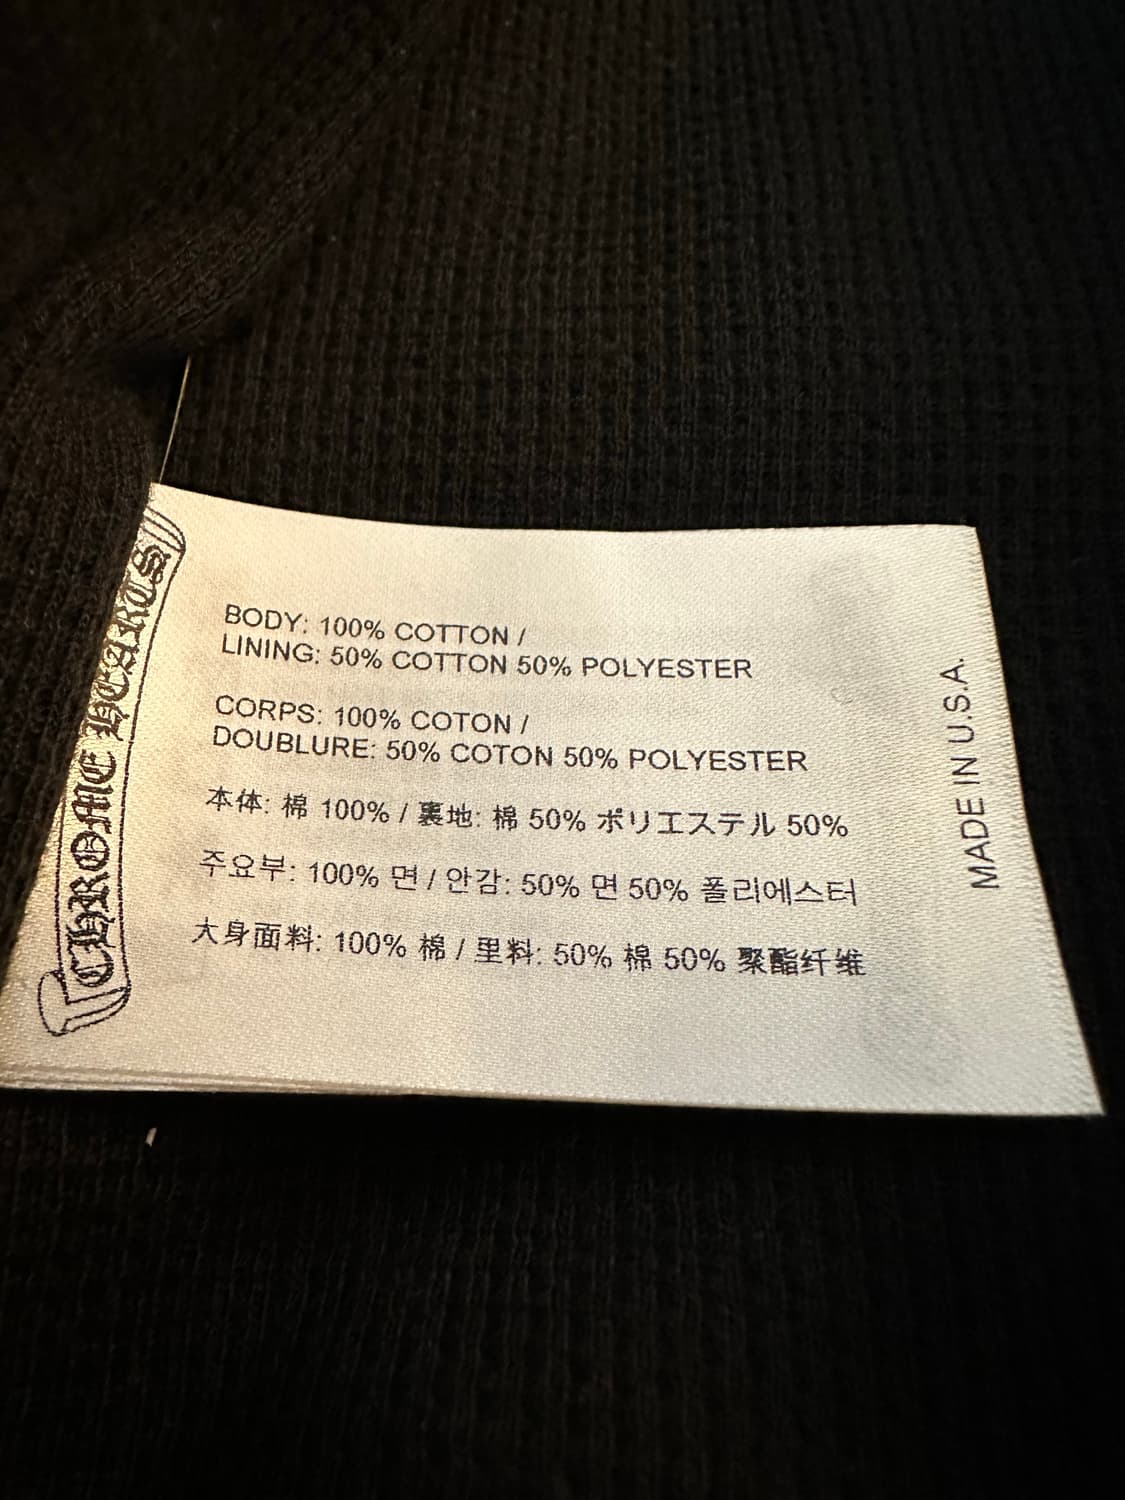 CHROME HEARTS
BODY: 100% COTTON /
LINING: 50% COTTON 50% POLYESTER
CORPS: 100% COTON /
DOUBLURE: 50% COTON 50% POLYESTER
本体: 棉 100% / 裏地: 棉 50% ポリエステル 50%
주요부: 100% 면 / 안감: 50% 면 50% 폴리에스터
大身面料: 100% 棉 / 里料: 50% 棉 50% 聚酯纤维
MADE IN U.S.A.